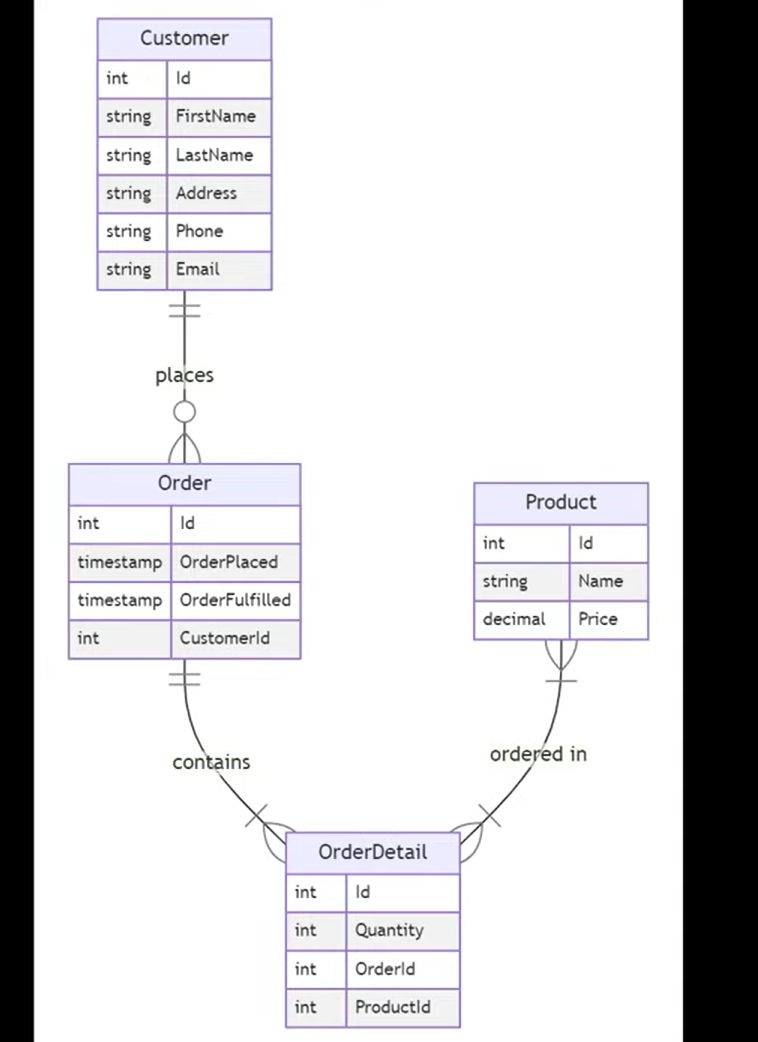 Customer
int Id
string FirstName
string LastName
string Address
string Phone
string Email
places
Order
int Id
timestamp OrderPlaced
timestamp OrderFulfilled
int CustomerId
Product
int Id
string Name
decimal Price
contains
ordered in
OrderDetail
int Id
int Quantity
int OrderId
int ProductId